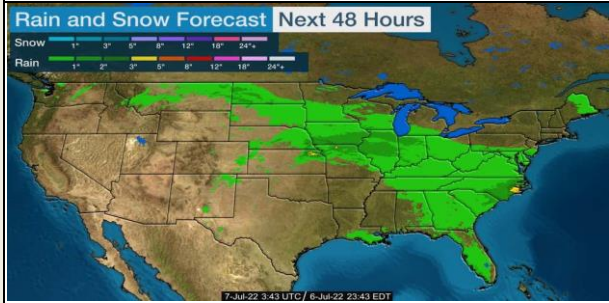 Rain and Snow Forecast Next 48 Hours
Snow
1" 3" 5" 8" 12" 18" 24"+
Rain
1" 2" 3" 5" 8" 12" 18" 24"+
7-Jul-22 3:43 UTC / 6-Jul-22 23:43 EDT